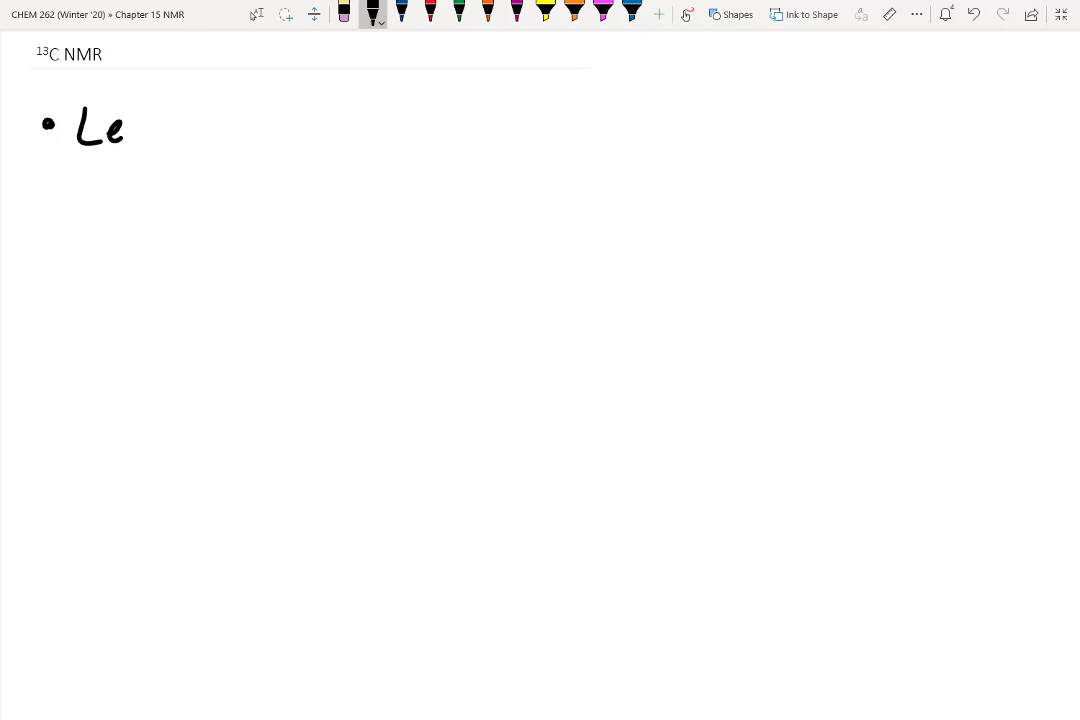 CHEM 262 (Winter '20) » Chapter 15 NMR
Shapes
Ink to Shape
¹³C NMR
• Le